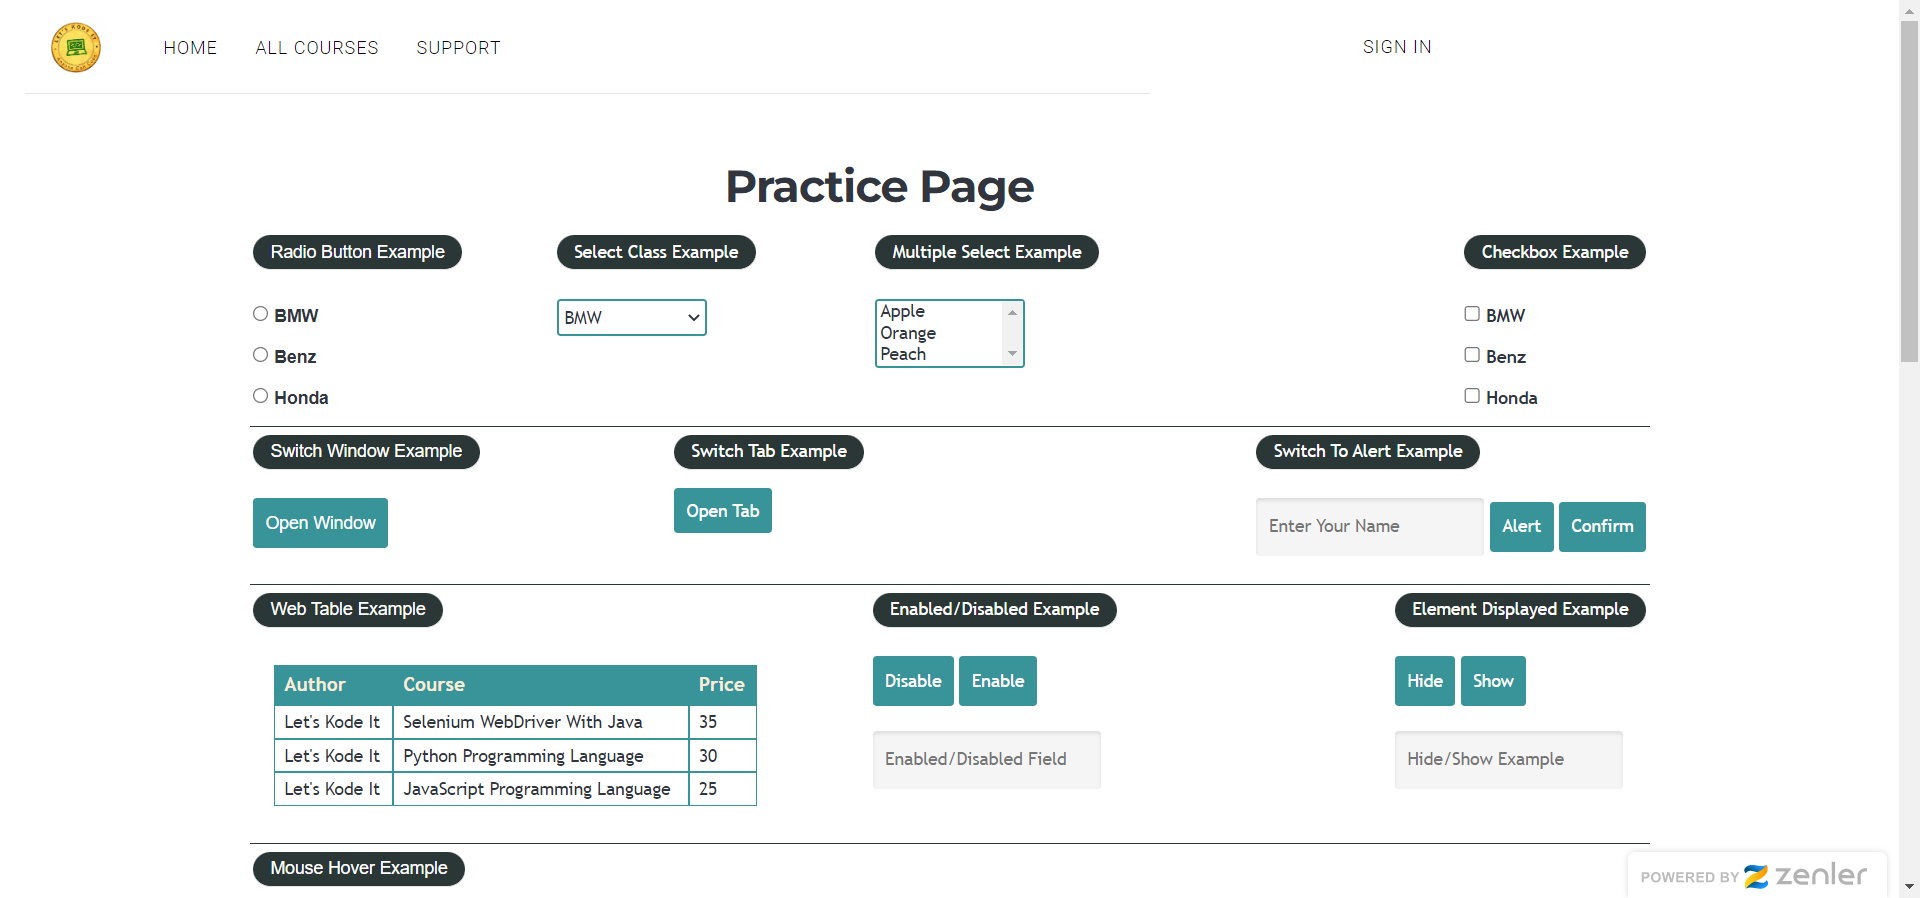 HOME ALL COURSES SUPPORT SIGN IN
Practice Page
Radio Button Example Select Class Example Multiple Select Example Checkbox Example
BMW BMW Apple BMW
Orange
Benz Peach Benz
Honda Honda
Switch Window Example Switch Tab Example Switch To Alert Example
Open Window Open Tab Enter Your Name Alert Confirm
Web Table Example Enabled/Disabled Example Element Displayed Example
Disable Enable Hide Show
Author Course Price
Let's Kode It Selenium WebDriver With Java 35
Let's Kode It Python Programming Language 30
Enabled/Disabled Field Hide/Show Example
Let's Kode It JavaScript Programming Language 25
Mouse Hover Example
POWERED BY zenler